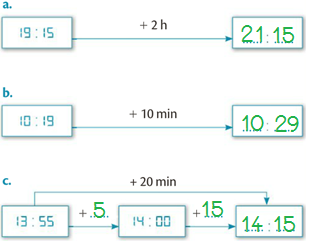 a.
+ 2 h
19:15
21:15
b.
+ 10 min
10:19
10:29
c.
+ 20 min
13:55
+ 5
14:00
+ 15
14:15